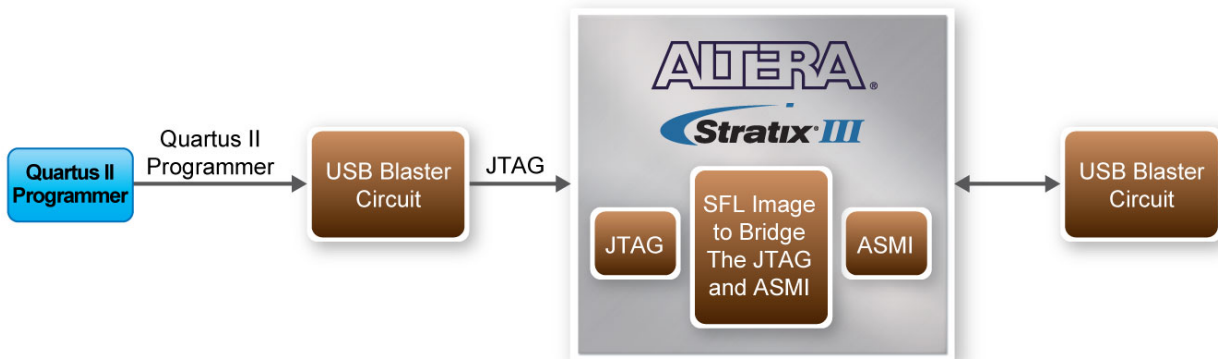 Quartus II
Programmer
Quartus II
Programmer
USB Blaster
Circuit
JTAG
ALTERA®
Stratix® III
JTAG
SFL Image
to Bridge
The JTAG
and ASMI
ASMI
USB Blaster
Circuit